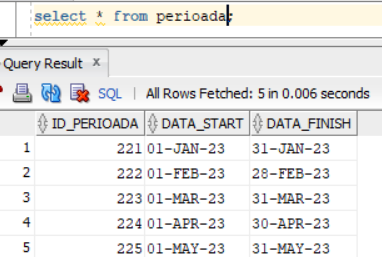 select * from perioada;
Query Result x
SQL | All Rows Fetched: 5 in 0.006 seconds
ID_PERIOADA DATA_START DATA_FINISH
1 221 01-JAN-23 31-JAN-23
2 222 01-FEB-23 28-FEB-23
3 223 01-MAR-23 31-MAR-23
4 224 01-APR-23 30-APR-23
5 225 01-MAY-23 31-MAY-23